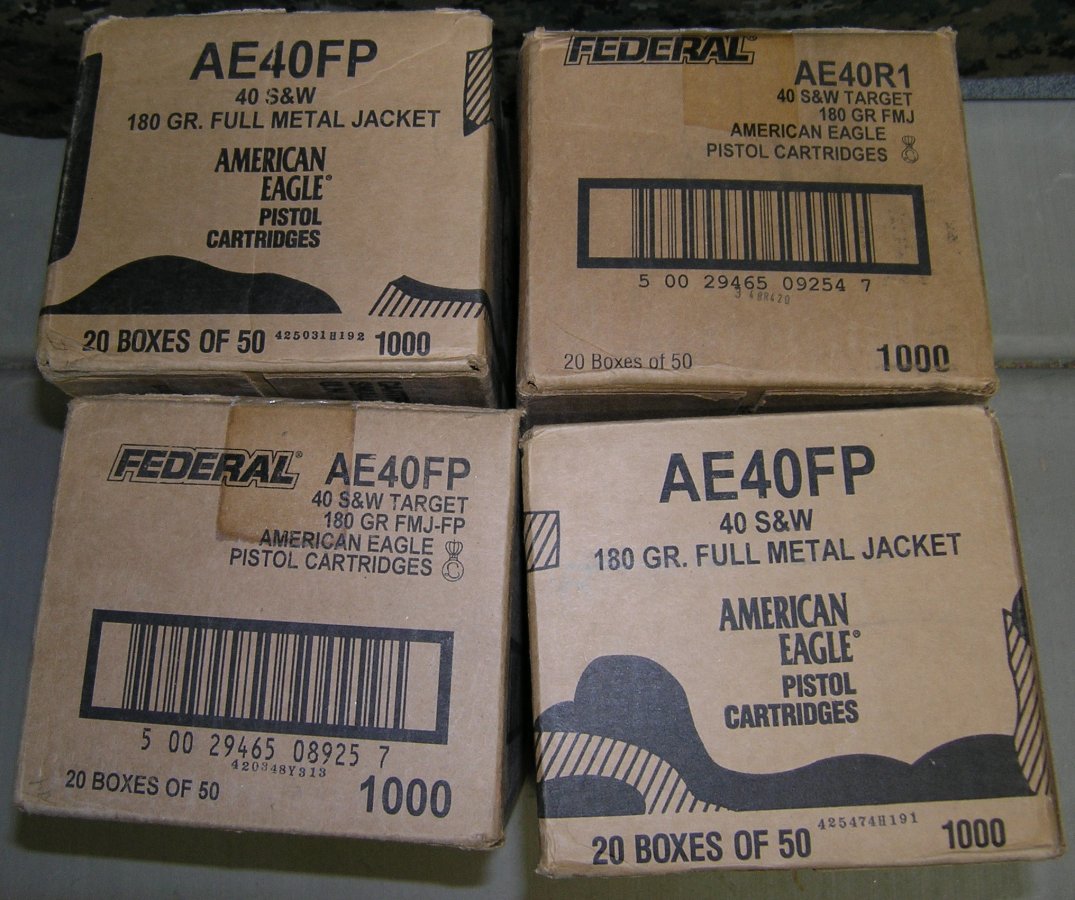 AE40FP
40 S&W
180 GR. FULL METAL JACKET
AMERICAN
EAGLE®
PISTOL
CARTRIDGES
20 BOXES OF 50 425031H192 1000
FEDERAL®
AE40R1
40 S&W TARGET
180 GR FMJ
AMERICAN EAGLE
PISTOL CARTRIDGES
5 00 29465 09254 7
20 Boxes of 50 1000
FEDERAL® AE40FP
40 S&W TARGET
180 GR FMJ-FP
AMERICAN EAGLE
PISTOL CARTRIDGES
5 00 29465 08925 7
420348Y313
20 BOXES OF 50 1000
AE40FP
40 S&W
180 GR. FULL METAL JACKET
AMERICAN
EAGLE®
PISTOL
CARTRIDGES
20 BOXES OF 50 425474H191 1000